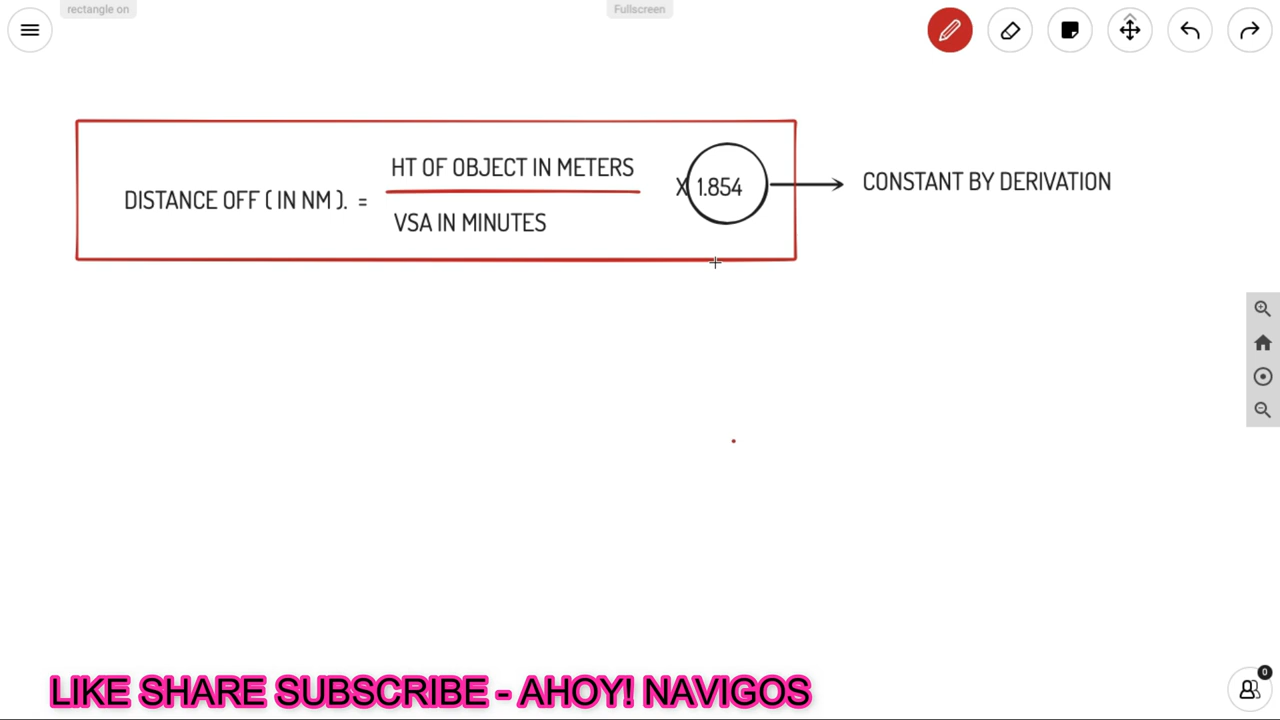 rectangle on
Fullscreen
HT OF OBJECT IN METERS
DISTANCE OFF ( IN NM ). =
X 1.854
CONSTANT BY DERIVATION
VSA IN MINUTES
0
LIKE SHARE SUBSCRIBE - AHOY! NAVIGOS